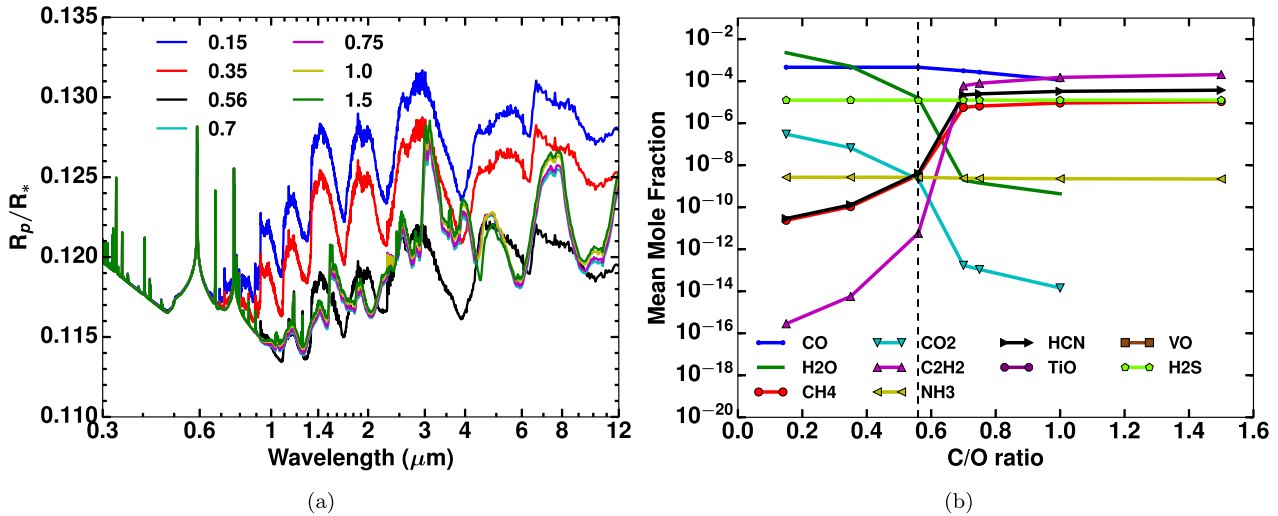 0.135
0.130
0.125
0.120
0.115
0.110
R_p/R_*
0.15 0.75
0.35 1.0
0.56 1.5
0.7
0.3 0.6 1 1.4 2 3 4 6 8 12
Wavelength (μm)
(a)
10^−2
10^−4
10^−6
10^−8
10^−10
10^−12
10^−14
10^−16
10^−18
10^−20
Mean Mole Fraction
CO CO2 HCN VO
H2O C2H2 TiO H2S
CH4 NH3
0.0 0.2 0.4 0.6 0.8 1.0 1.2 1.4 1.6
C/O ratio
(b)